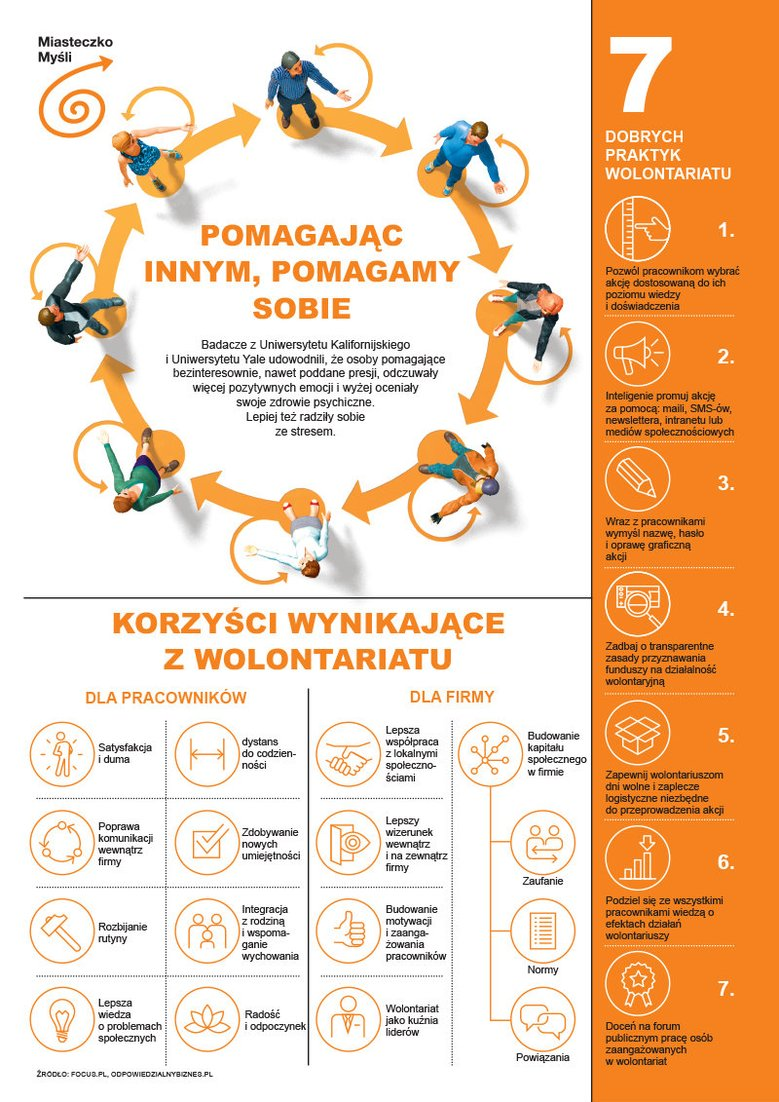 Miasteczko
Myśli
POMAGAJĄC
INNYM, POMAGAMY
SOBIE
Badacze z Uniwersytetu Kalifornijskiego
i Uniwersytetu Yale udowodnili, że osoby pomagające
bezinteresownie, nawet poddane presji, odczuwały
więcej pozytywnych emocji i wyżej oceniały
swoje zdrowie psychiczne.
Lepiej też radziły sobie
ze stresem.
KORZYŚCI WYNIKAJĄCE
Z WOLONTARIATU
DLA PRACOWNIKÓW
Satysfakcja
i duma
dystans
do codzien-
ności
Poprawa
komunikacji
wewnątrz
firmy
Zdobywanie
nowych
umiejętności
Rozbijanie
rutyny
Integracja
z rodziną
i wspoma-
ganie
wychowania
Lepsza
wiedza
o problemach
społecznych
Radość
i odpoczynek
DLA FIRMY
Lepsza
współpraca
z lokalnymi
społeczno-
ściami
Budowanie
kapitału
społecznego
w firmie
Lepszy
wizerunek
wewnątrz
i na zewnątrz
firmy
Zaufanie
Budowanie
motywacji
i zaanga-
żowania
pracowników
Normy
Wolontariat
jako kuźnia
liderów
Powiązania
ŹRÓDŁO: FOCUS.PL, ODPOWIEDZIALNYBIZNES.PL
7
DOBRYCH
PRAKTYK
WOLONTARIATU
1.
Pozwól pracownikom wybrać
akcję dostosowaną do ich
poziomu wiedzy
i doświadczenia
2.
Inteligenie promuj akcję
za pomocą: maili, SMS-ów,
newslettera, intranetu lub
mediów społecznościowych
3.
Wraz z pracownikami
wymyśl nazwę, hasło
i oprawę graficzną
akcji
4.
Zadbaj o transparentne
zasady przyznawania
funduszy na działalność
wolontaryjną
5.
Zapewnij wolontariuszom
dni wolne i zaplecze
logistyczne niezbędne
do przeprowadzenia akcji
6.
Podziel się ze wszystkimi
pracownikami wiedzą o
efektach działań
wolontariuszy
7.
Doceń na forum
publicznym pracę osób
zaangażowanych
w wolontariat